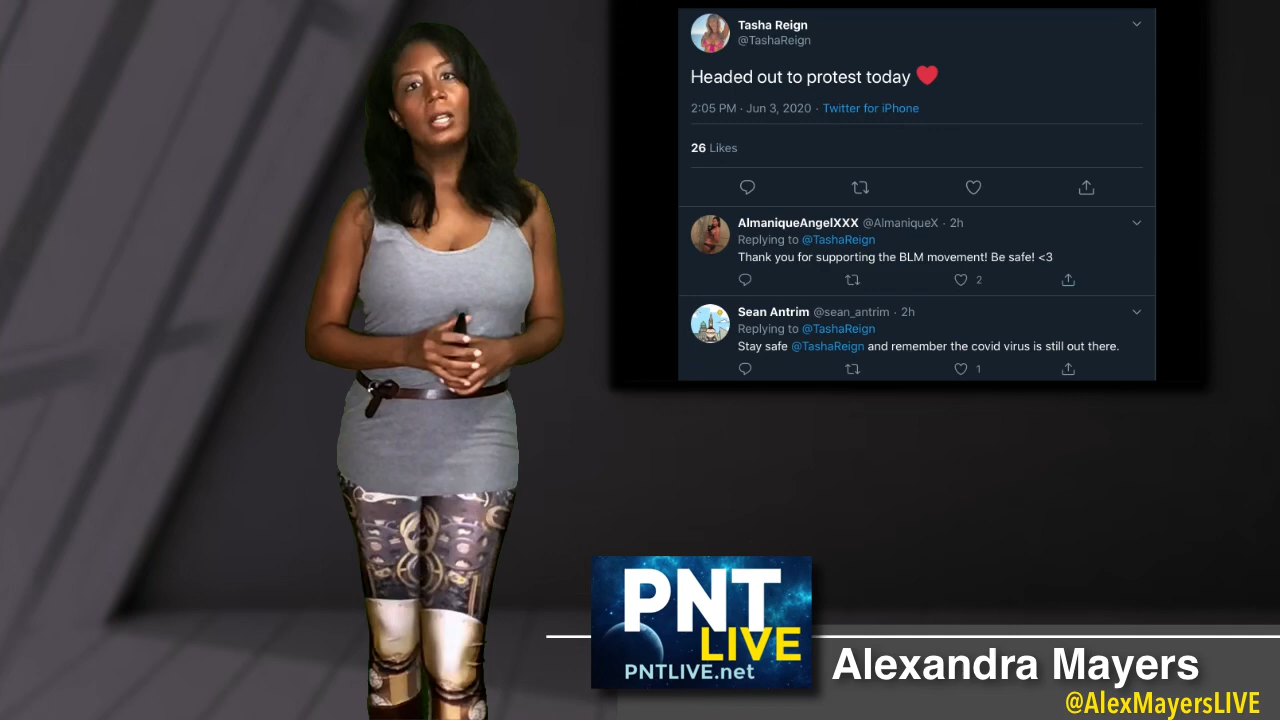 Tasha Reign
@TashaReign
Headed out to protest today ❤️
2:05 PM · Jun 3, 2020 · Twitter for iPhone
26 Likes
AlmaniqueAngelXXX @AlmaniqueX · 2h
Replying to @TashaReign
Thank you for supporting the BLM movement! Be safe! <3
2
Sean Antrim @sean_antrim · 2h
Replying to @TashaReign
Stay safe @TashaReign and remember the covid virus is still out there.
1
PNT
LIVE
PNTLIVE.net
Alexandra Mayers
@AlexMayersLIVE